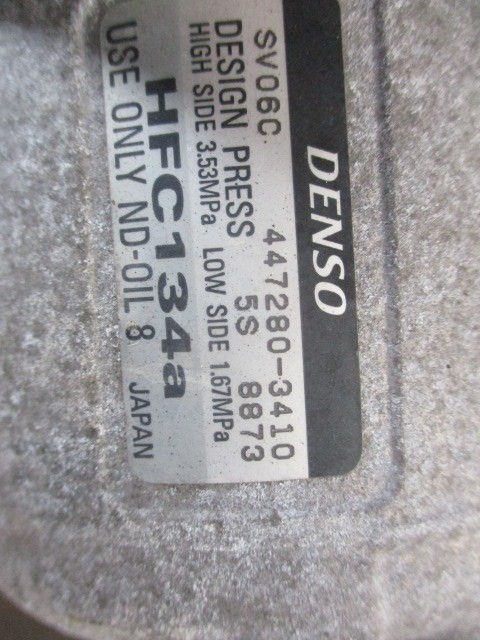 DENSO
SV06C 447280-3410
DESIGN PRESS 5S 8873
HIGH SIDE 3.53MPa LOW SIDE 1.67MPa
HFC134a
USE ONLY ND-OIL 8 JAPAN